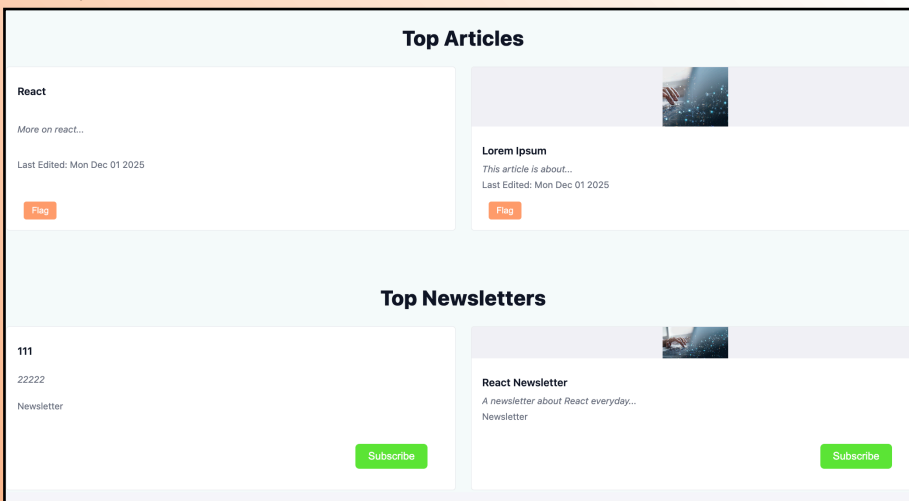 Top Articles
React
More on react...
Last Edited: Mon Dec 01 2025
Flag
Lorem Ipsum
This article is about...
Last Edited: Mon Dec 01 2025
Flag
Top Newsletters
111
22222
Newsletter
Subscribe
React Newsletter
A newsletter about React everyday...
Newsletter
Subscribe